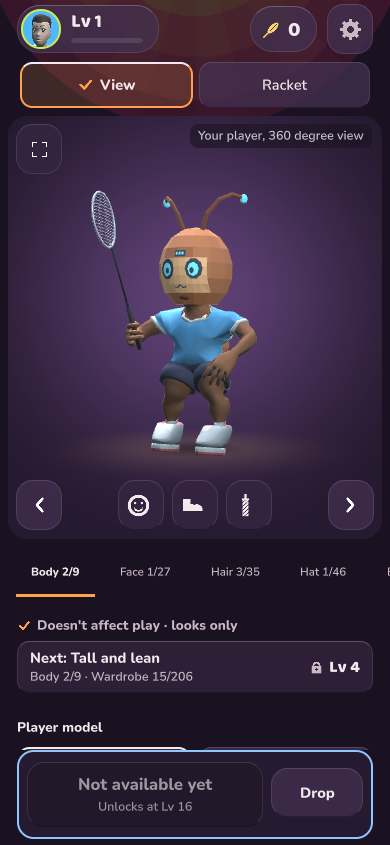 Lv 1
0
View
Racket
Your player, 360 degree view
Body 2/9
Face 1/27
Hair 3/35
Hat 1/46
Doesn't affect play · looks only
Next: Tall and lean
Body 2/9 · Wardrobe 15/206
Lv 4
Player model
Not available yet
Unlocks at Lv 16
Drop